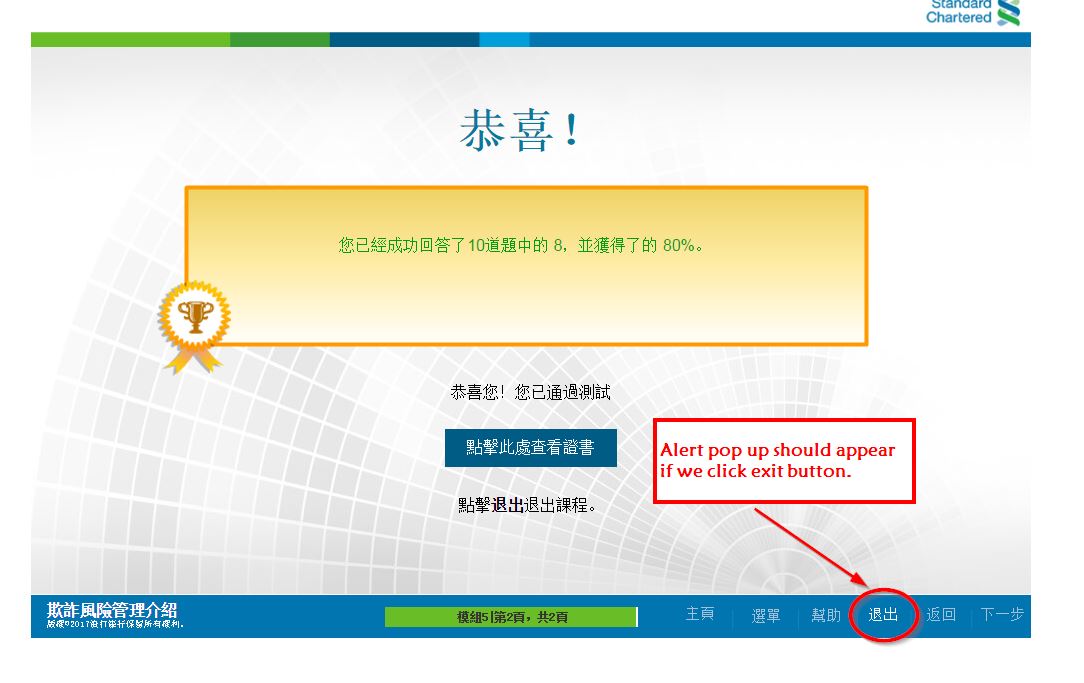 Standard
Chartered
恭喜！
您已經成功回答了10道題中的 8，並獲得了的 80%。
恭喜您！您已通過測試
點擊此處查看證書
Alert pop up should appear
if we click exit button.
點擊退出退出課程。
欺詐風險管理介紹
版權©2017渣打銀行保留所有權利。
模組5|第2頁，共2頁
主頁
選單
幫助
退出
返回
下一步